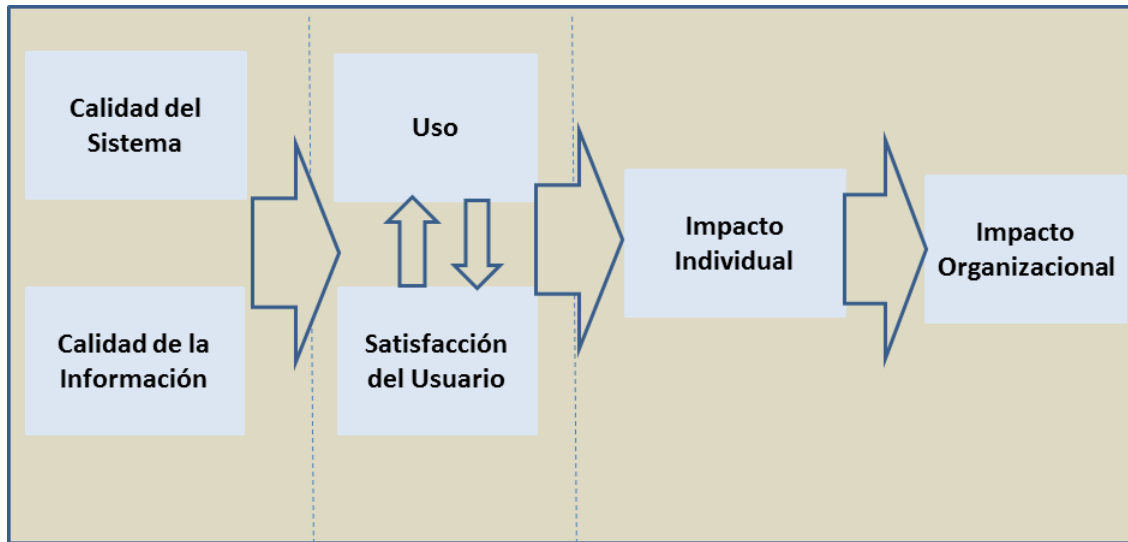 Calidad del
Sistema
Uso
Calidad de la
Información
Satisfacción
del Usuario
Impacto
Individual
Impacto
Organizacional